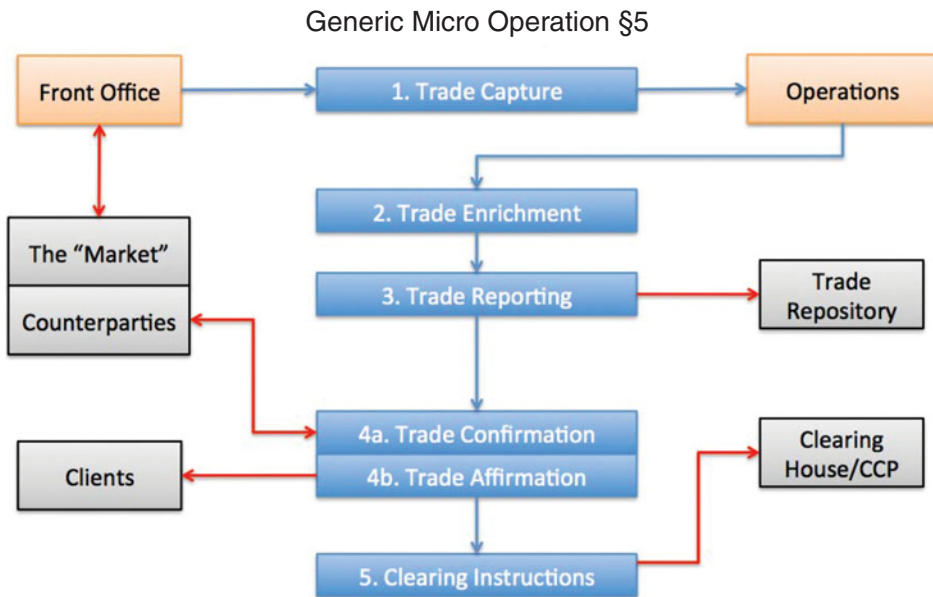 Generic Micro Operation §5
Front Office
1. Trade Capture
Operations
2. Trade Enrichment
The “Market”
Counterparties
3. Trade Reporting
Trade
Repository
4a. Trade Confirmation
4b. Trade Affirmation
Clients
Clearing
House/CCP
5. Clearing Instructions